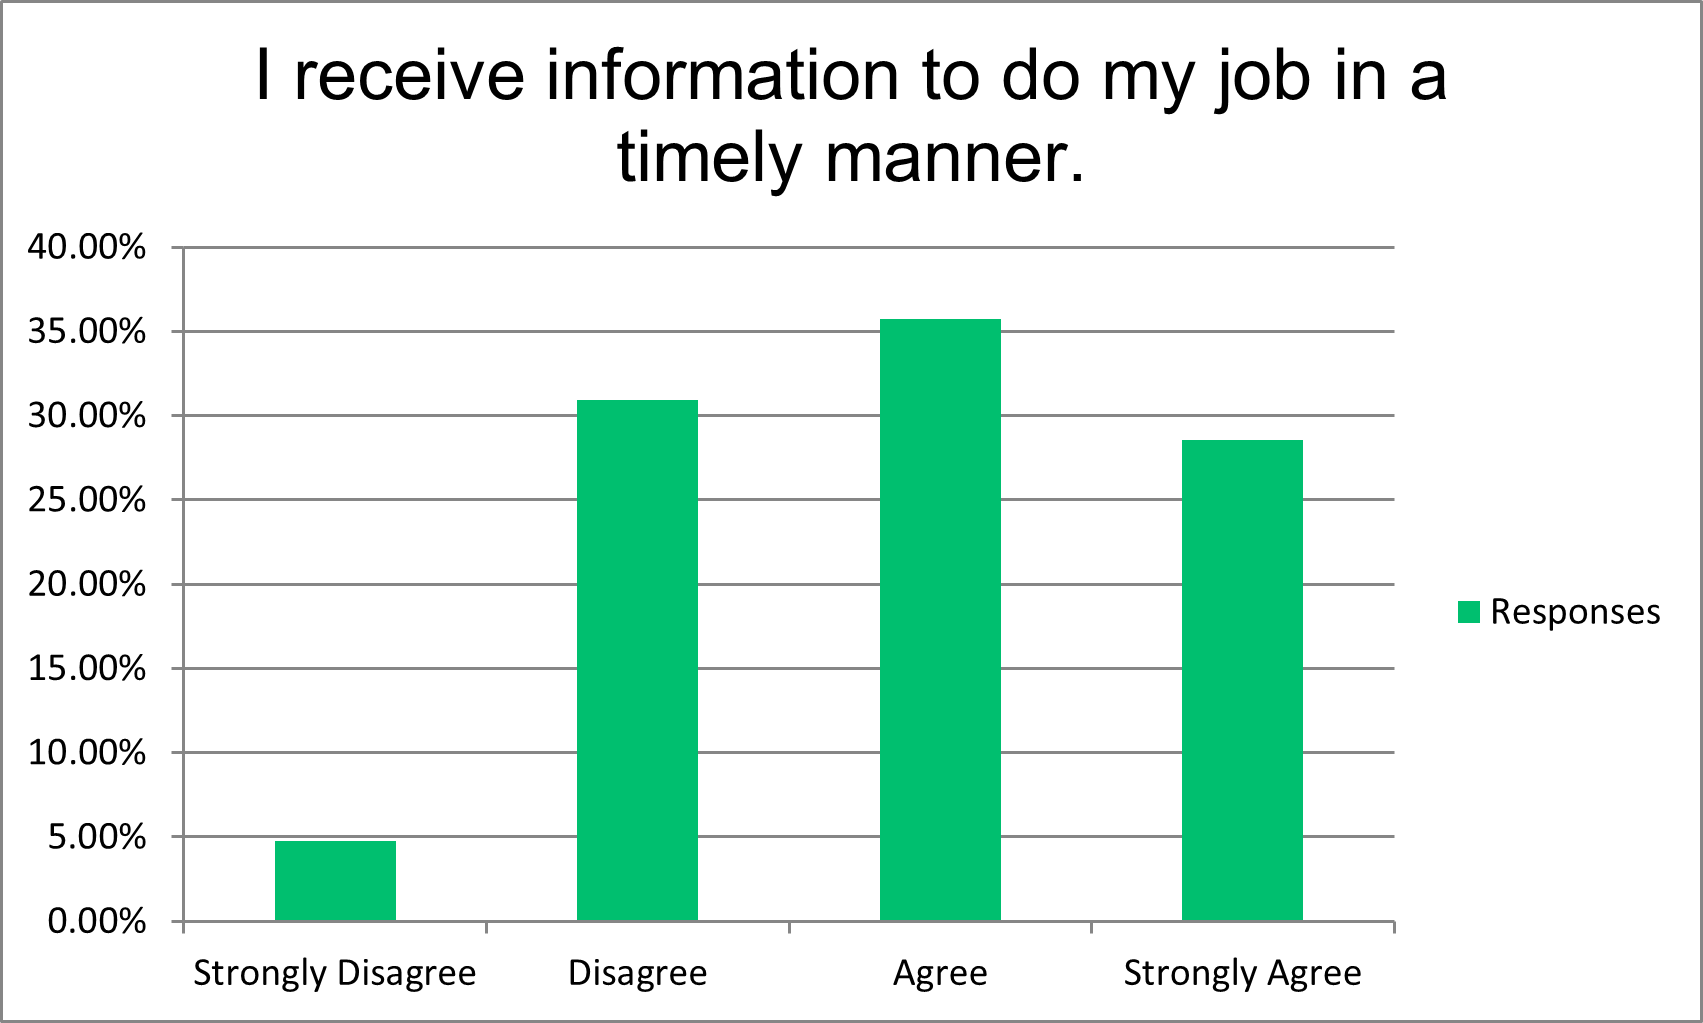 I receive information to do my job in a
timely manner.
40.00%
35.00%
30.00%
25.00%
20.00%
15.00%
10.00%
5.00%
0.00%
Strongly Disagree
Disagree
Agree
Strongly Agree
Responses